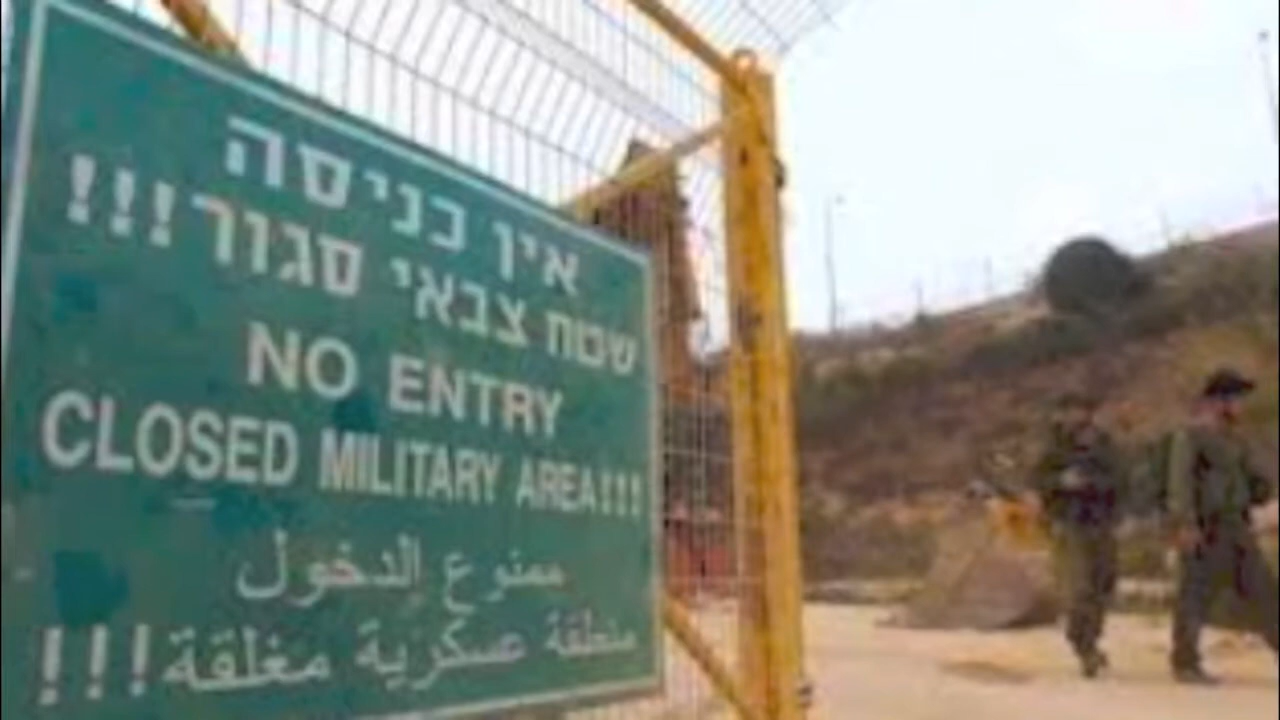 אין כניסה
שטח צבאי סגור!!!
NO ENTRY
CLOSED MILITARY AREA!!!
ممنوع الدخول
منطقة عسكرية مغلقة!!!